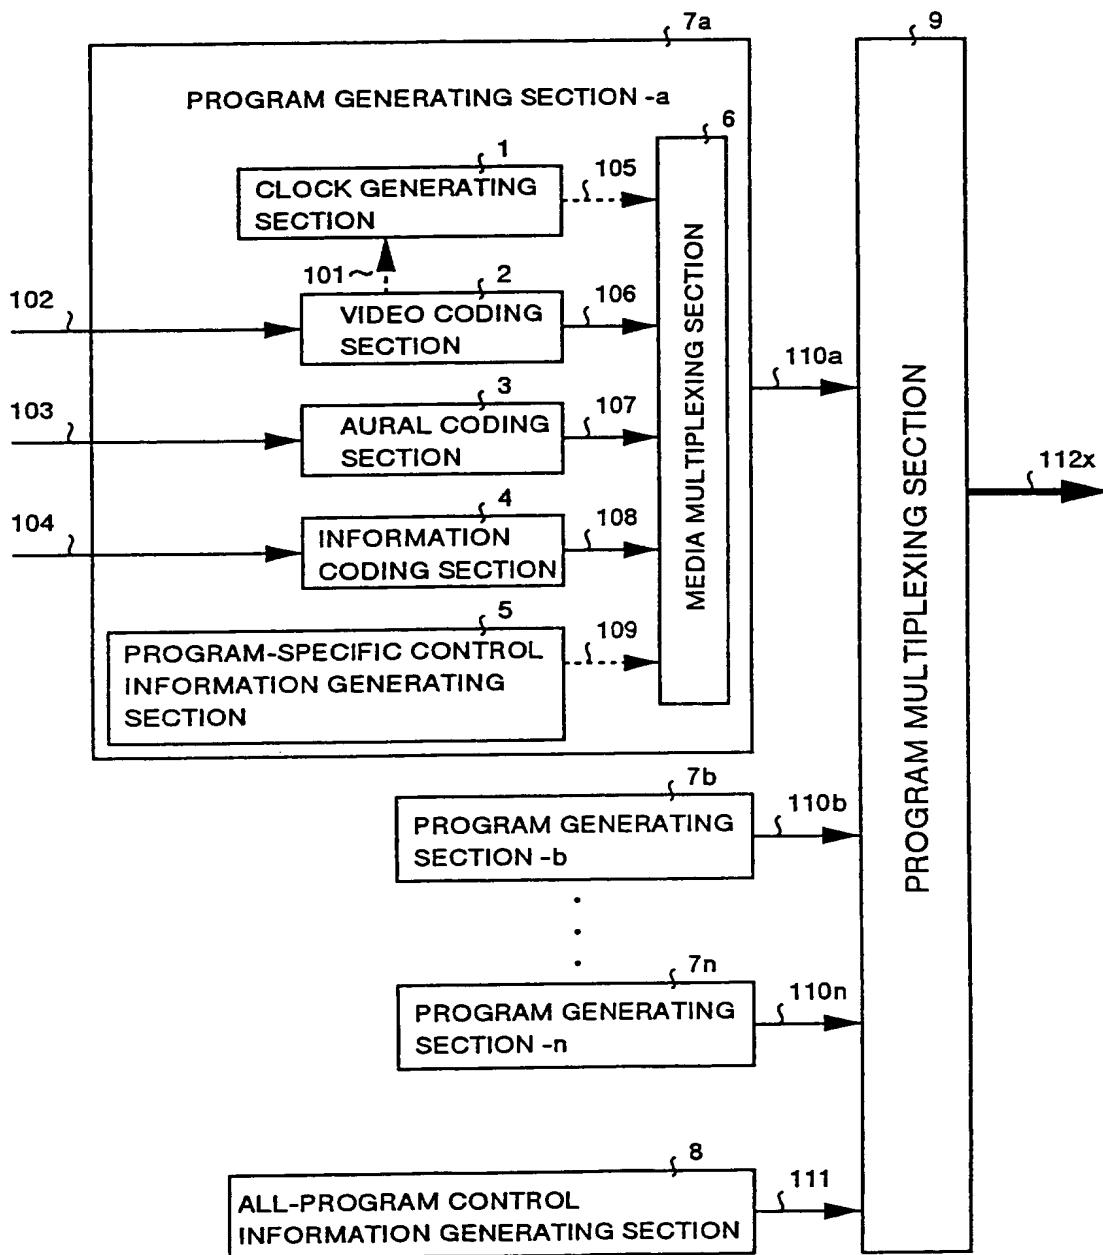 7a
9
PROGRAM GENERATING SECTION -a
6
1
105
CLOCK GENERATING
SECTION
101
2
102
106
VIDEO CODING
SECTION
110a
3
103
107
AURAL CODING
SECTION
112x
4
104
108
INFORMATION
CODING SECTION
5
109
PROGRAM-SPECIFIC CONTROL
INFORMATION GENERATING
SECTION
MEDIA MULTIPLEXING SECTION
PROGRAM MULTIPLEXING SECTION
7b
110b
PROGRAM GENERATING
SECTION -b
7n
110n
PROGRAM GENERATING
SECTION -n
8
111
ALL-PROGRAM CONTROL
INFORMATION GENERATING SECTION